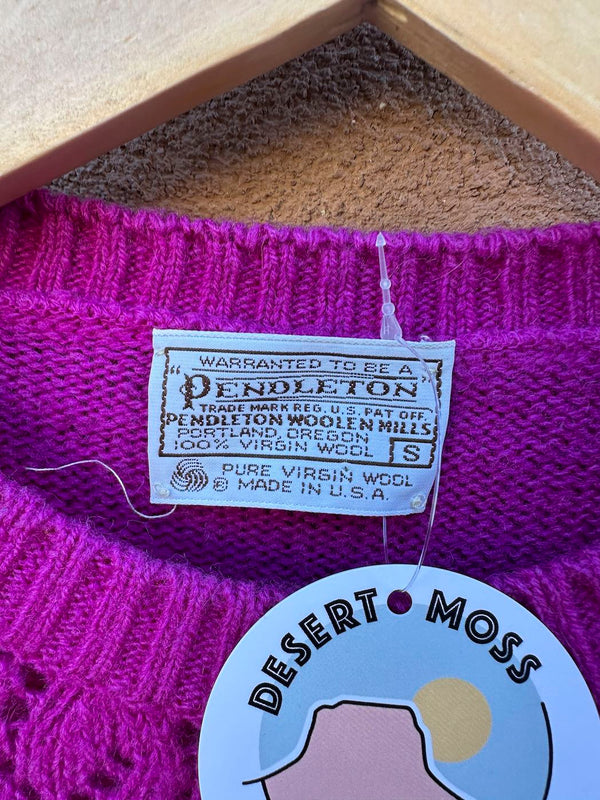 WARRANTED TO BE A
"PENDLETON"
TRADE MARK REG. U.S. PAT OFF.
PENDLETON WOOLEN MILLS
PORTLAND, OREGON
100% VIRGIN WOOL S
PURE VIRGIN WOOL
® MADE IN U.S.A.
DESERT MOSS